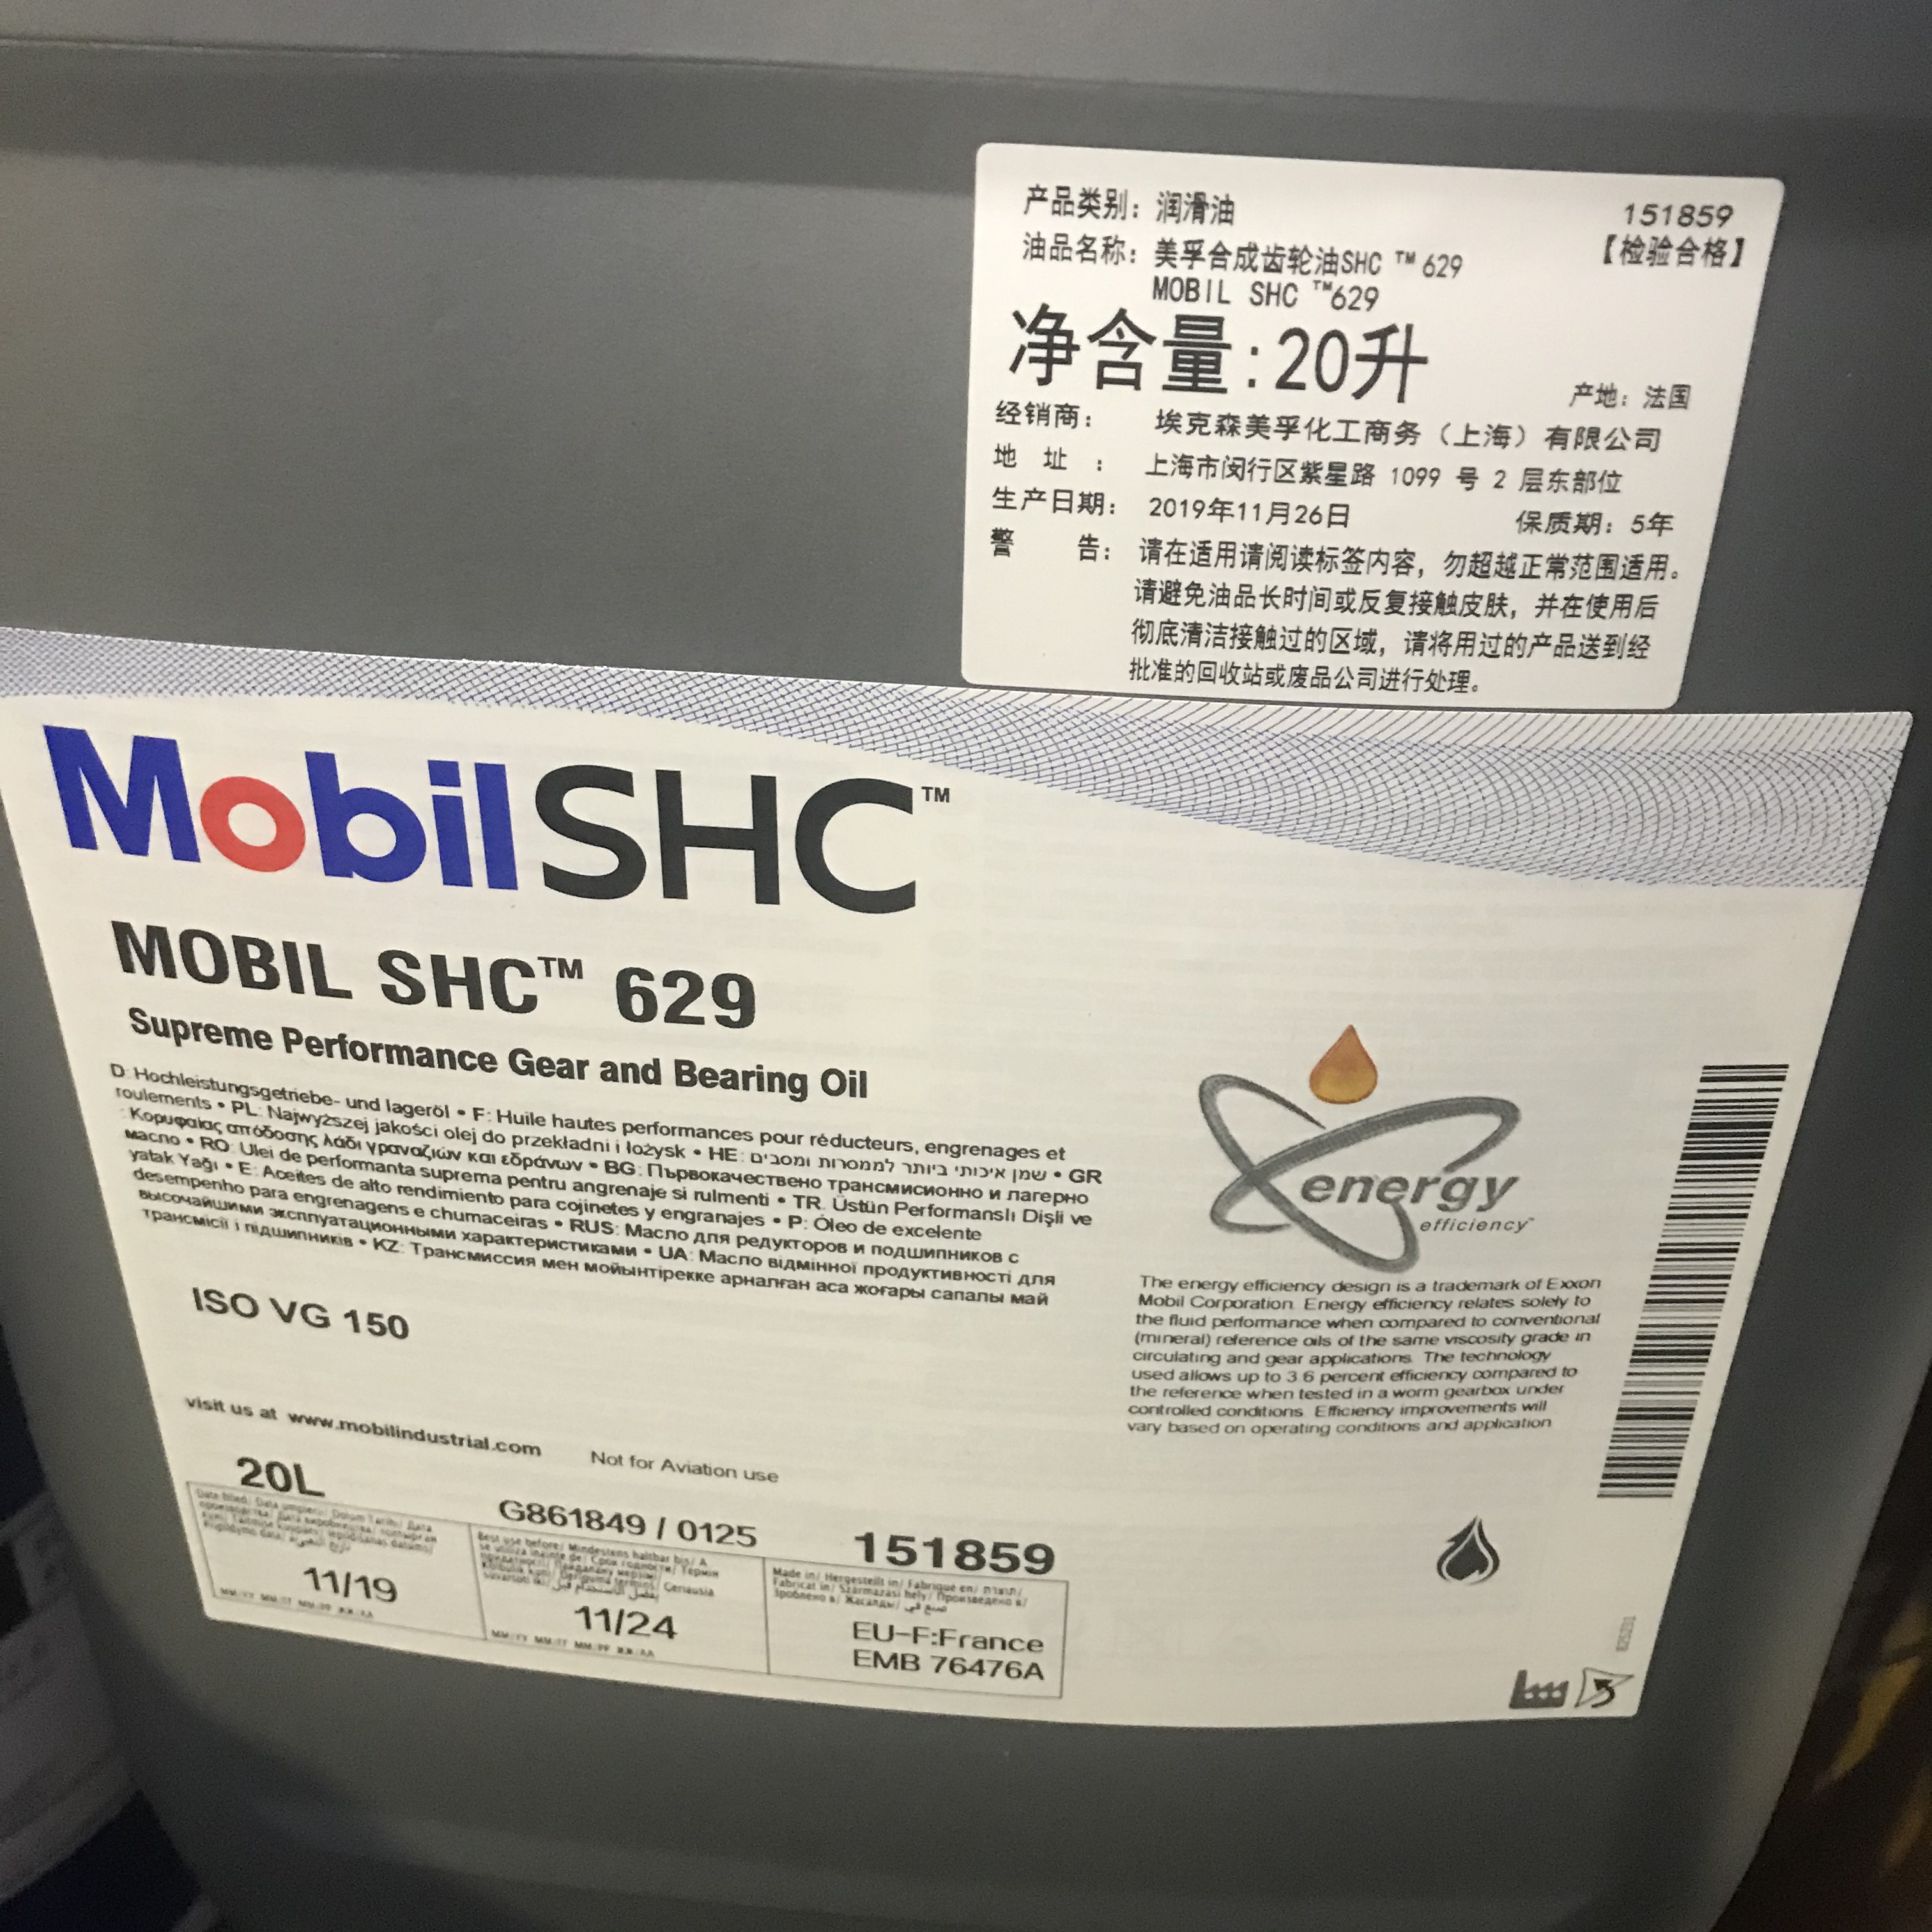 产品类别：润滑油
151859
油品名称：美孚合成齿轮油SHC ™ 629
【检验合格】
MOBIL SHC ™629
净含量:20升
产地：法国
经销商： 埃克森美孚化工商务（上海）有限公司
地 址 ： 上海市闵行区紫星路 1099 号 2 层东部位
生产日期： 2019年11月26日 保质期：5年
警 告： 请在适用请阅读标签内容，勿超越正常范围适用。
请避免油品长时间或反复接触皮肤，并在使用后
彻底清洁接触过的区域，请将用过的产品送到经
批准的回收站或废品公司进行处理。
Mobil SHC™
MOBIL SHC™ 629
Supreme Performance Gear and Bearing Oil
D: Hochleistungsgetriebe- und lageröl • F: Huile hautes performances pour réducteurs, engrenages et
roulements • PL: Najwyższej jakości olej do przekładni i łożysk • HE: שמן איכותי ביותר לממסרות ומסבים • GR
: Κορυφαίας απόδοσης λάδι γραναζιών και εδράνων • BG: Първокачествено трансмисионно и лагерно
масло • RO: Ulei de performanta suprema pentru angrenaje si rulmenti • TR. Üstün Performanslı Dişli ve
yatak Yağı • E: Aceites de alto rendimiento para cojinetes y engranajes • P: Óleo de excelente
desempenho para engrenagens e chumaceiras • RUS: Масло для редукторов и подшипников с
высочайшими эксплуатационными характеристиками • UA: Масло відмінної продуктивності для
трансмісії і підшипників • KZ: Трансмиссия мен мойынтірекке арналған аса жоғары сапалы май
ISO VG 150
energy
efficiency™
The energy efficiency design is a trademark of Exxon
Mobil Corporation. Energy efficiency relates solely to
the fluid performance when compared to conventional
(mineral) reference oils of the same viscosity grade in
circulating and gear applications. The technology
used allows up to 3.6 percent efficiency compared to
the reference when tested in a worm gearbox under
controlled conditions. Efficiency improvements will
vary based on operating conditions and application
visit us at www.mobilindustrial.com
Not for Aviation use
20L
G861849 / 0125
151859
11/19
Best use before/ Mindestens haltbar bis/ A
11/24
Made in/ Hergestellt in/ Fabriqué en/
EU-F:France
EMB 76476A